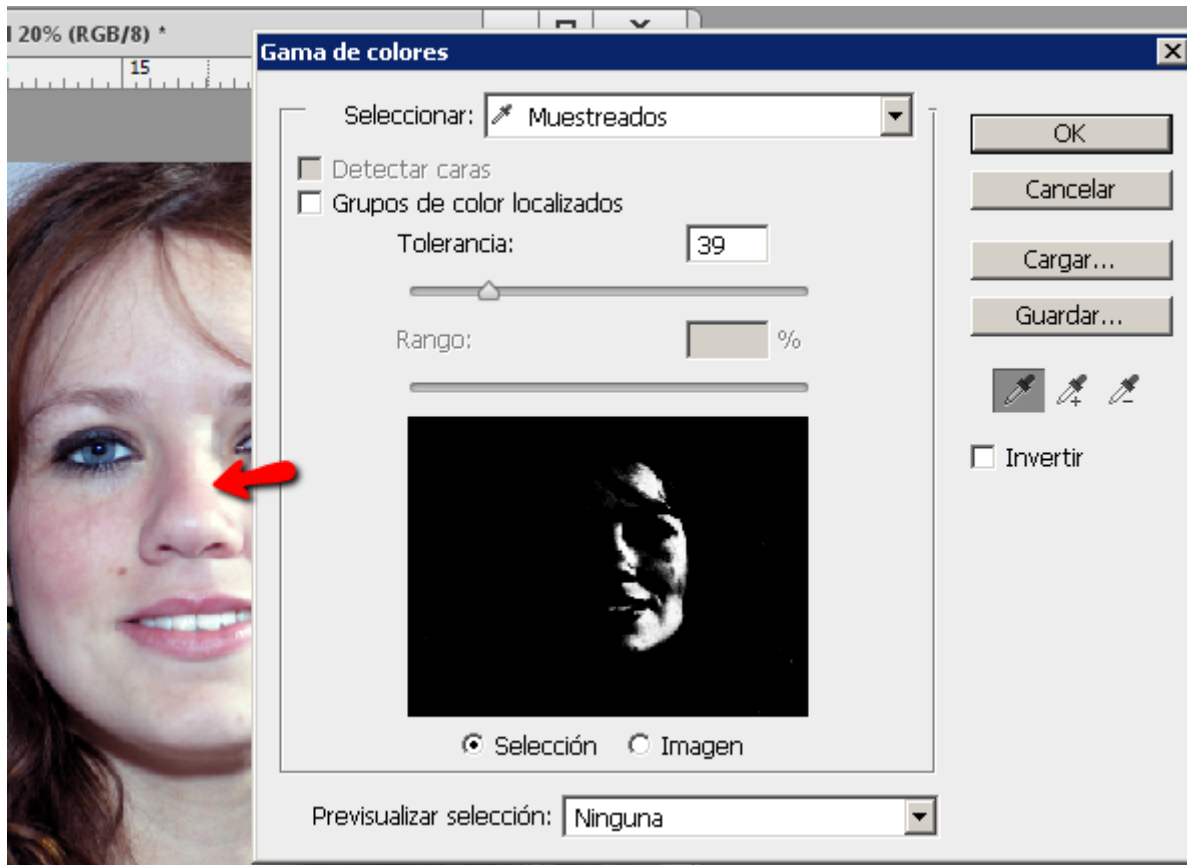 l 20% (RGB/8) *
15
Gama de colores
Seleccionar: Muestreados
Detectar caras
Grupos de color localizados
Tolerancia: 39
Rango: %
Selección Imagen
Previsualizar selección: Ninguna
OK
Cancelar
Cargar...
Guardar...
Invertir